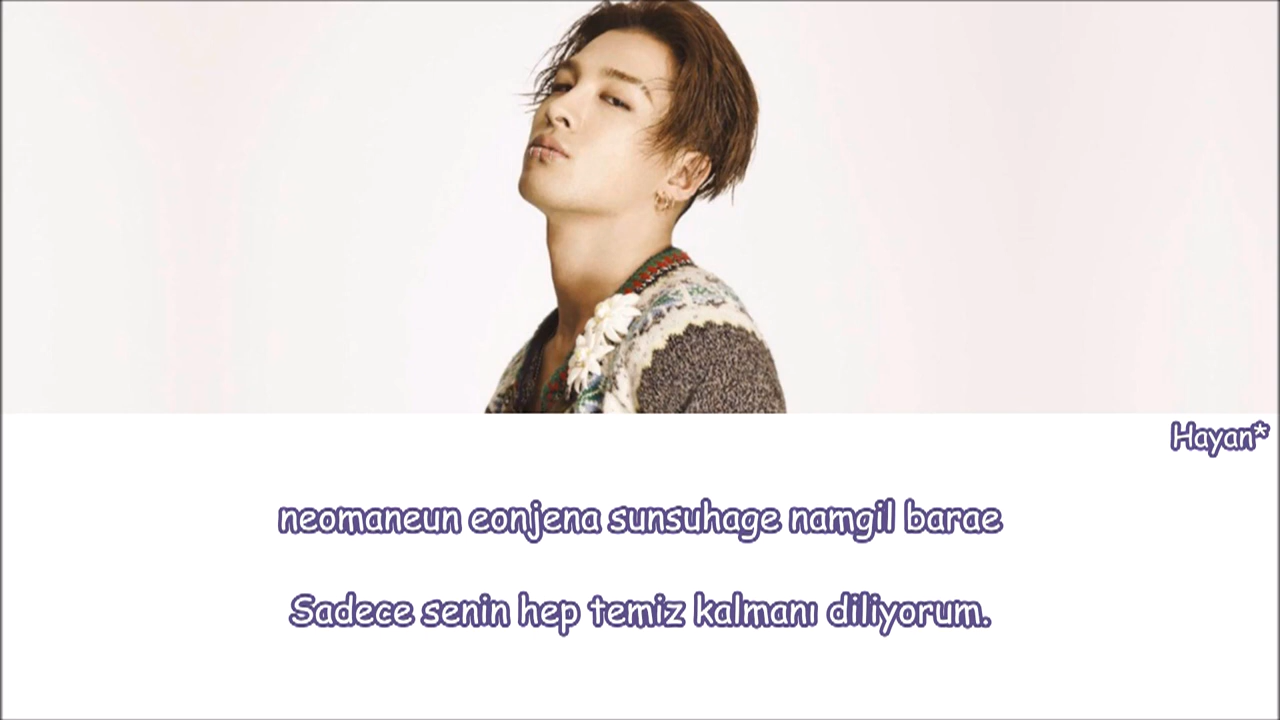 Hayan*
neomaneun eonjena sunsuhage namgil barae
Sadece senin hep temiz kalmanı diliyorum.